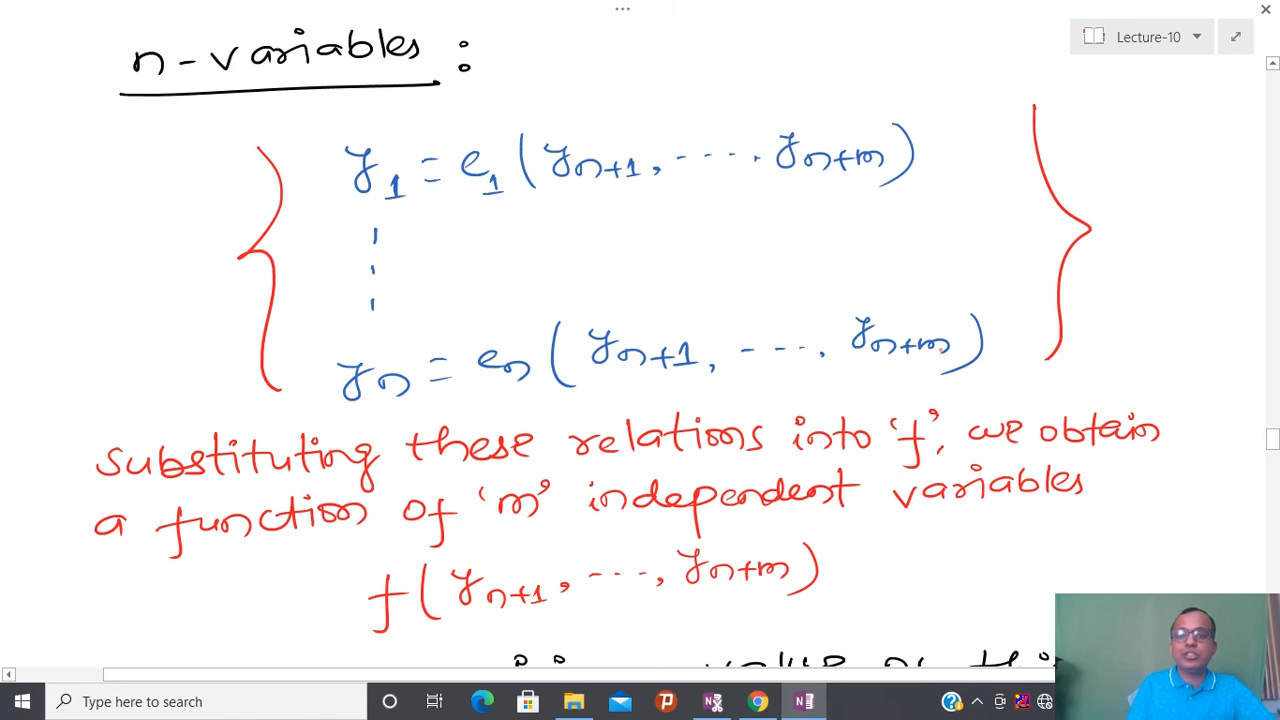 Lecture-10
n-variables :
y₁ = e₁ (yₙ₊₁, ---- yₙ₊ₘ)
yₙ = eₙ (yₙ₊₁, ---, yₙ₊ₘ)
substituting these relations into 'f', we obtain
a function of 'm' independent variables
f(yₙ₊₁, ---, yₙ₊ₘ)
Type here to search